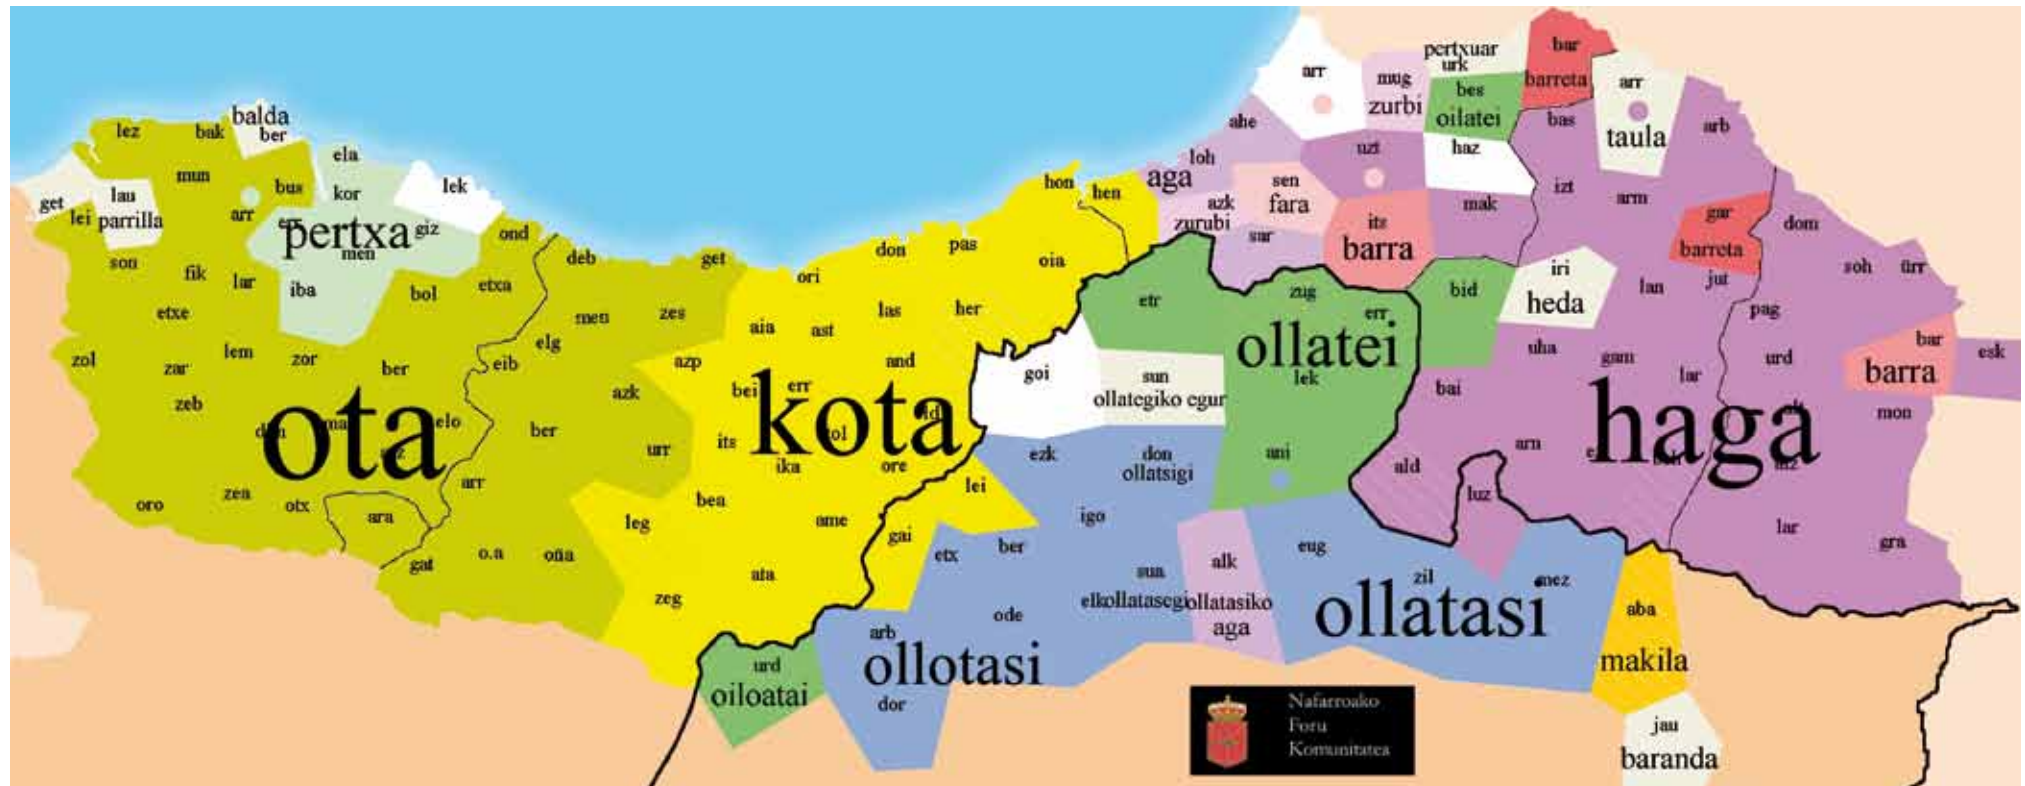 balda
ber
lez
bak
mun
bus
get
lau
lei
parrilla
arr
son
fik
lar
etxe
zol
zar
lem
zor
zeb
ber
ota
elo
oro
zea
otx
ara
arr
ela
kor
lek
pertxa
giz
men
iba
bol
ond
etxa
deb
get
men
zes
elg
eib
azk
ber
urr
gat
o.a
oña
hon
hen
don
pas
ori
oia
las
her
aia
ast
azp
and
bei
err
kota
its
ika
ore
lei
bea
leg
ame
gai
ata
zeg
urd
oiloatai
arr
mug
zurbi
pertxuar
urk
bes
oilatei
bar
barreta
arr
taula
ahe
loh
aga
uzt
haz
bas
arb
azk
zurubi
sen
fara
sar
its
barra
mak
izt
arm
gar
barreta
jut
dom
soh
ürr
etr
zug
err
ollatei
lek
bid
iri
heda
lan
pag
goi
sun
ollategiko egur
uha
gam
lar
urd
bar
barra
esk
bai
haga
mon
ezk
don
ollatsigi
ani
ald
arn
luz
igo
lar
gra
etx
ber
sua
alk
eug
zil
mez
ode
ollatasiko
aga
ollatasi
arb
ollotasi
dor
aba
makila
jau
baranda
Nafarroako
Foru
Komunitatea